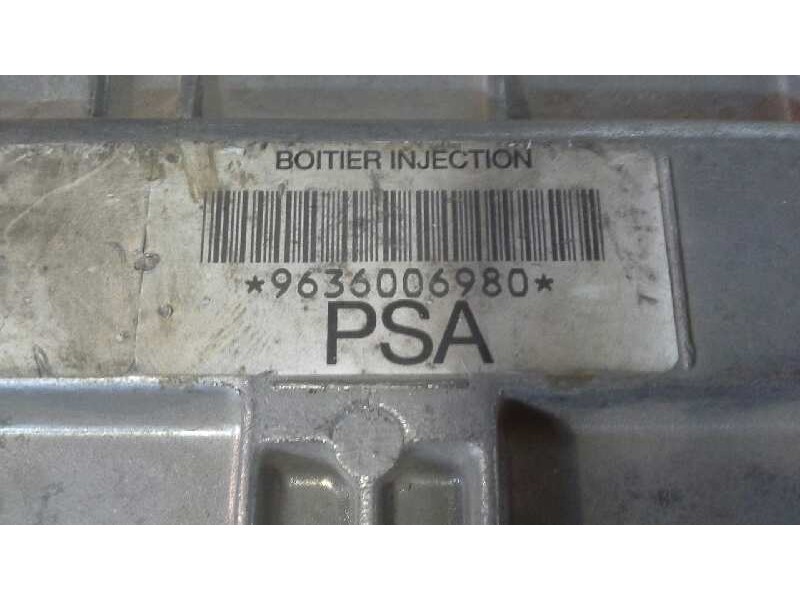 BOITIER INJECTION
*9636006980*
PSA